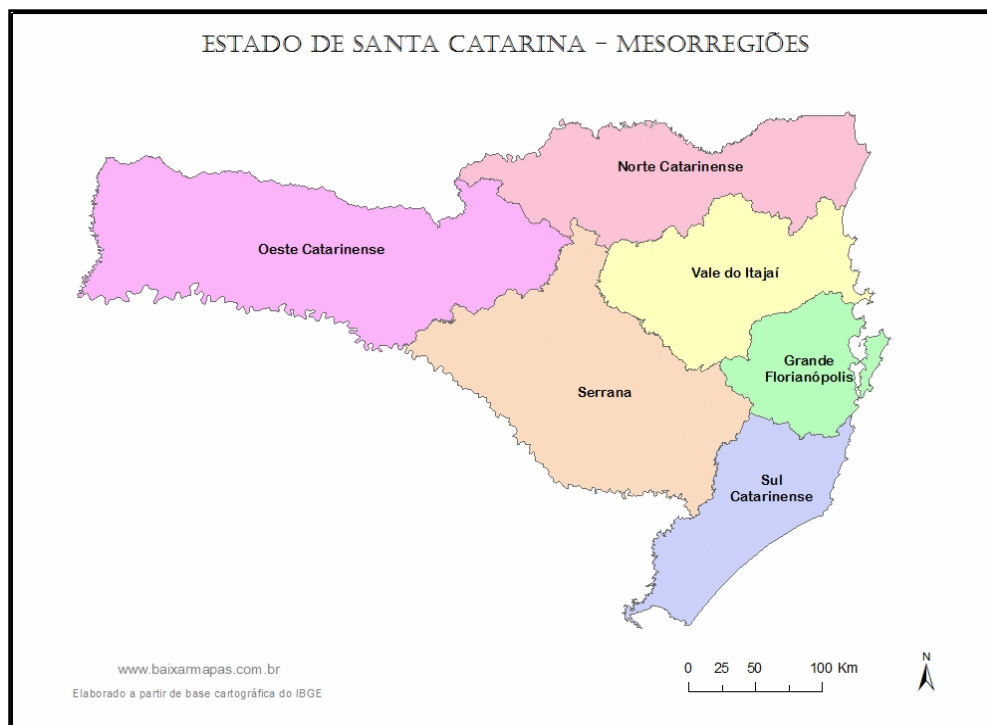 ESTADO DE SANTA CATARINA - MESORREGIÕES
Norte Catarinense
Oeste Catarinense
Vale do Itajaí
Grande
Florianópolis
Serrana
Sul
Catarinense
www.baixarmapas.com.br
Elaborado a partir de base cartográfica do IBGE
0 25 50 100 Km
N